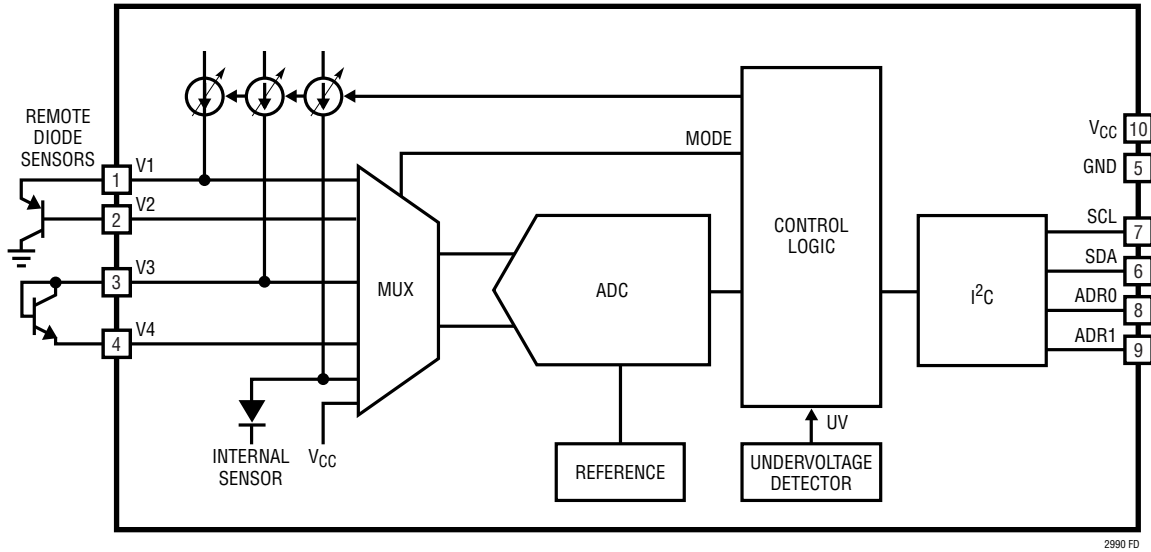 REMOTE
DIODE
SENSORS
1
V1
2
V2
3
V3
4
V4
MODE
MUX
ADC
CONTROL
LOGIC
I²C
VCC
10
GND
5
SCL
7
SDA
6
ADR0
8
ADR1
9
INTERNAL
SENSOR
VCC
REFERENCE
UV
UNDERVOLTAGE
DETECTOR
2990 FD